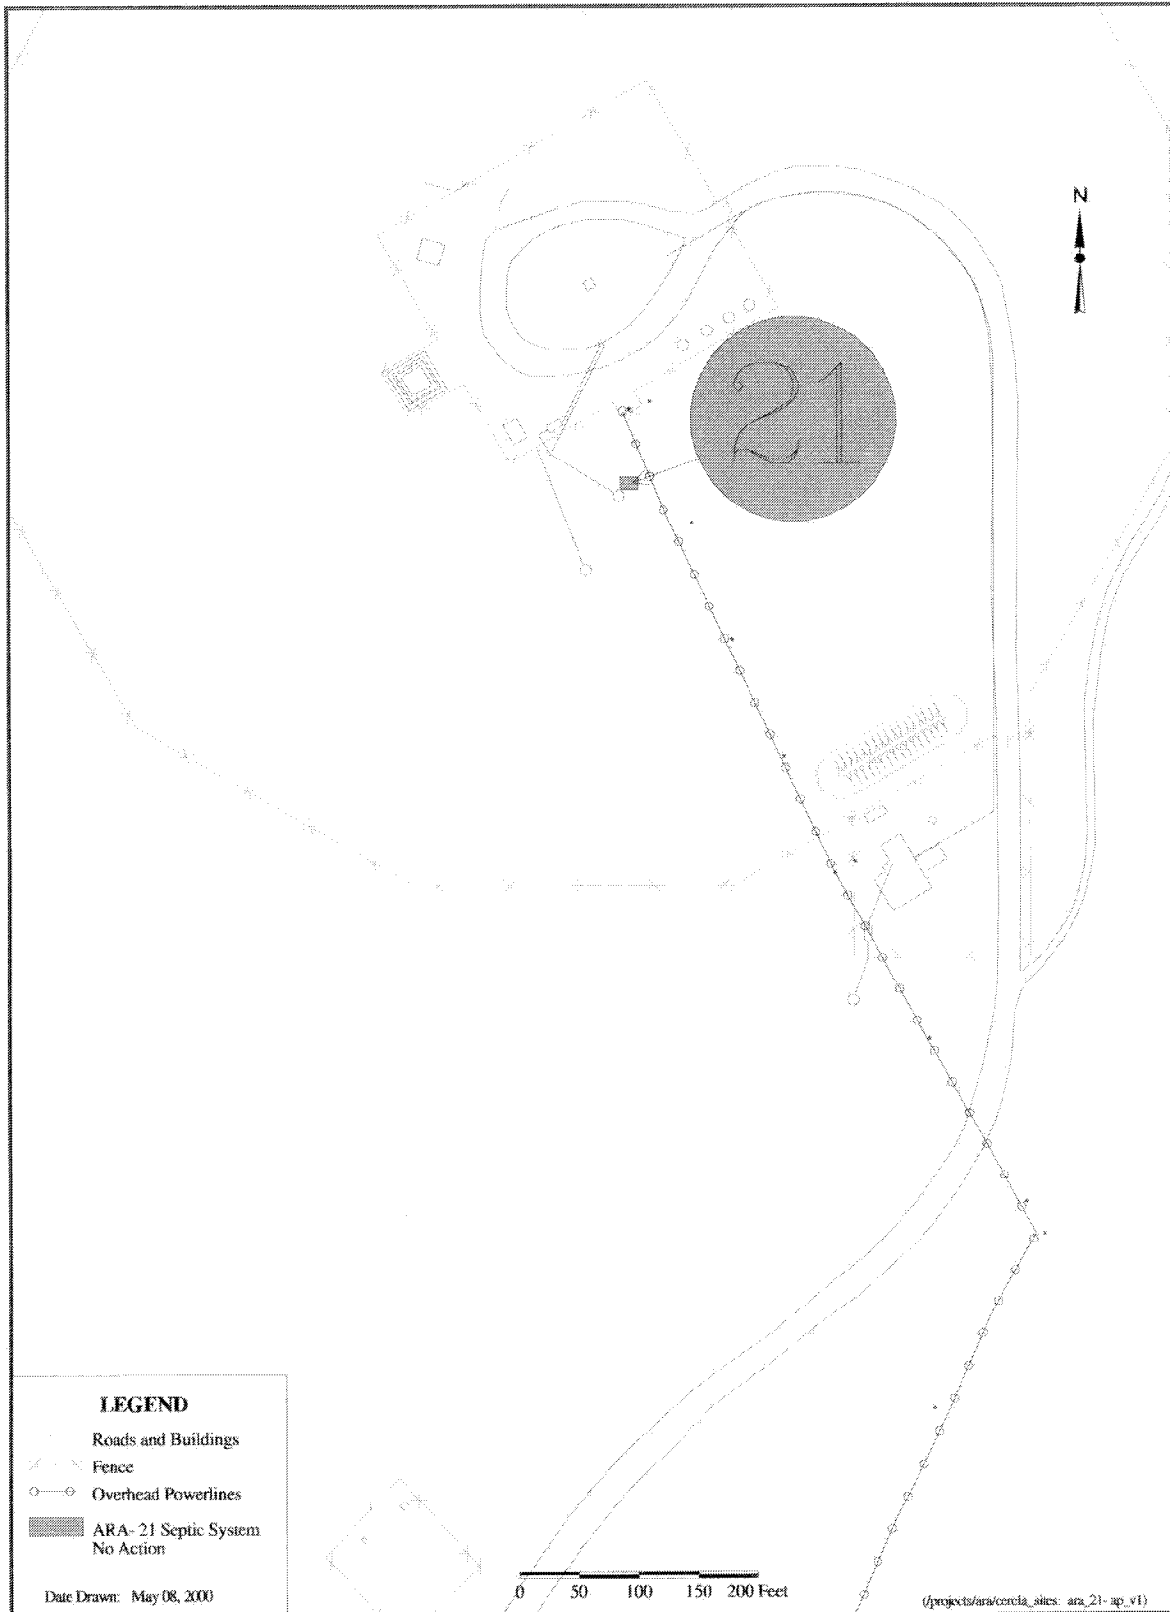 N
21
LEGEND
Roads and Buildings
Fence
Overhead Powerlines
ARA- 21 Septic System
No Action
Date Drawn: May 08, 2000
0 50 100 150 200 Feet
(/projects/ara/cercla_sites: ara_21- ap_v1)